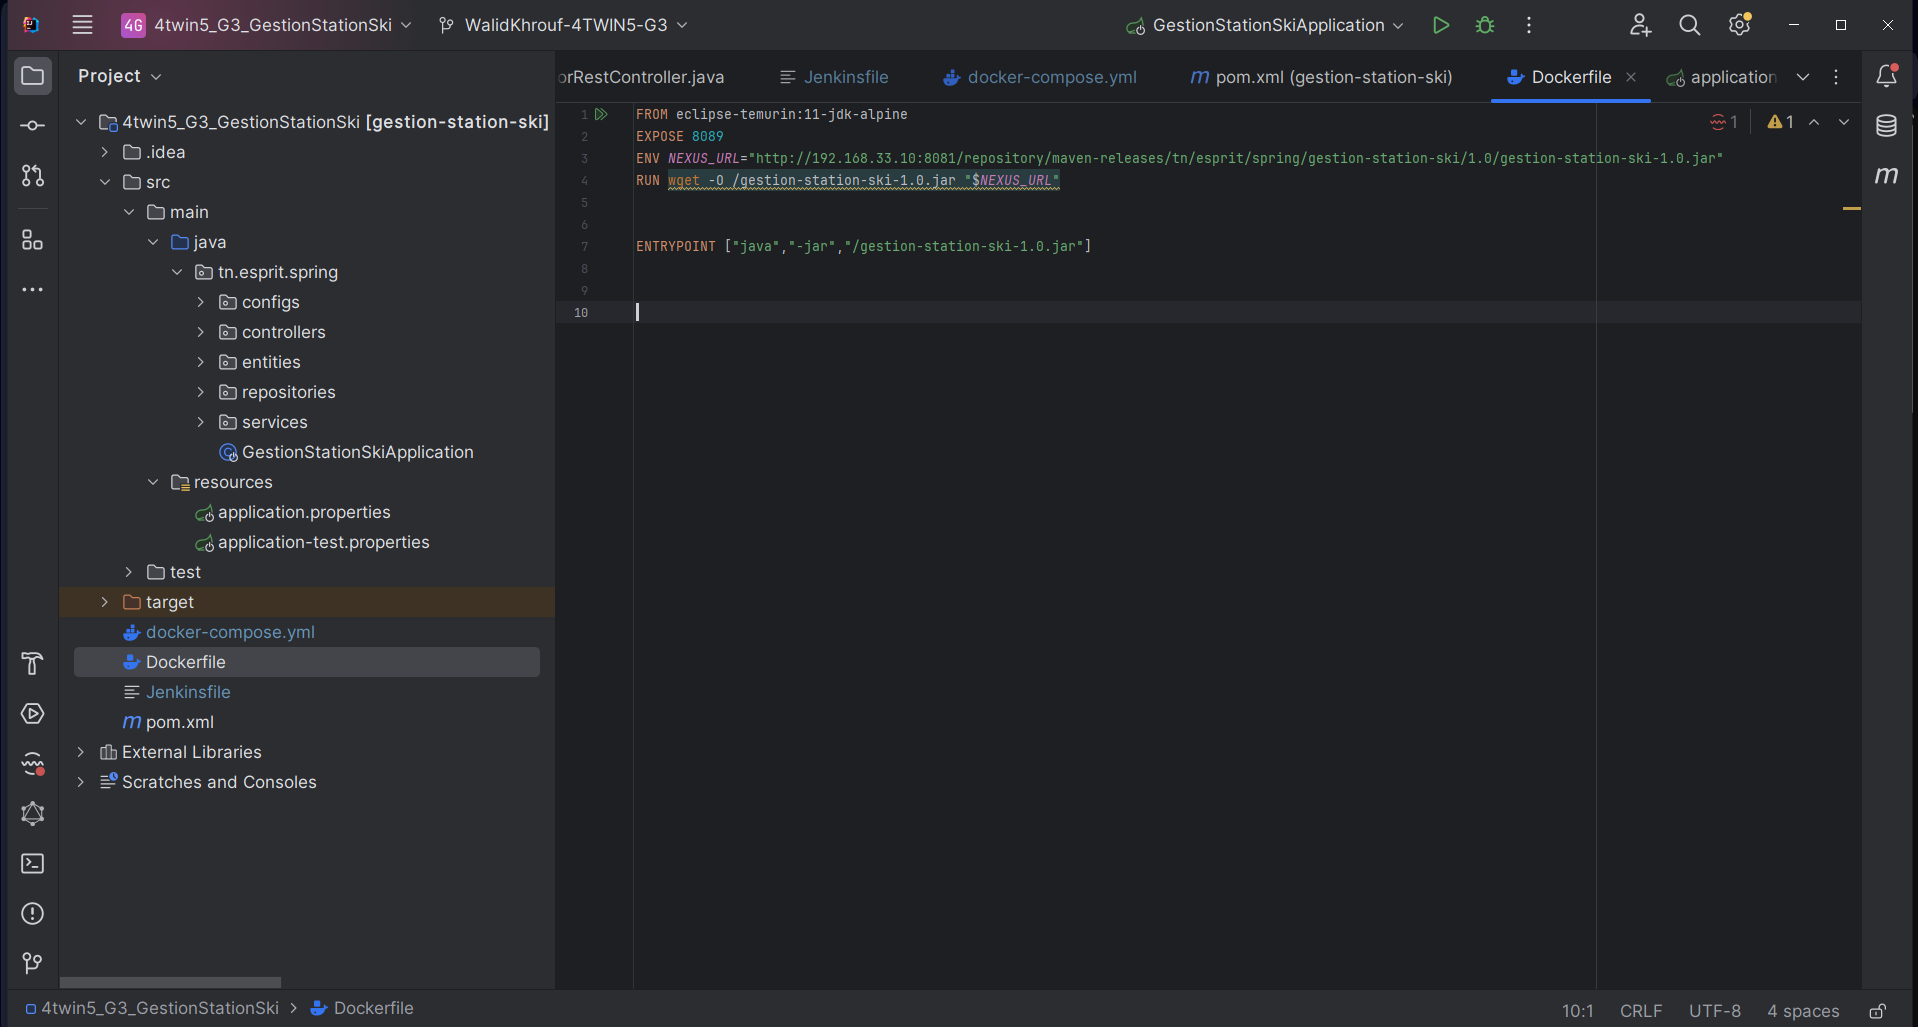 4G 4twin5_G3_GestionStationSki WalidKhrouf-4TWIN5-G3 GestionStationSkiApplication
Project
orRestController.java Jenkinsfile docker-compose.yml pom.xml (gestion-station-ski) Dockerfile application
4twin5_G3_GestionStationSki [gestion-station-ski]
.idea
src
main
java
tn.esprit.spring
configs
controllers
entities
repositories
services
GestionStationSkiApplication
resources
application.properties
application-test.properties
test
target
docker-compose.yml
Dockerfile
Jenkinsfile
pom.xml
External Libraries
Scratches and Consoles
1 FROM eclipse-temurin:11-jdk-alpine
2 EXPOSE 8089
3 ENV NEXUS_URL="http://192.168.33.10:8081/repository/maven-releases/tn/esprit/spring/gestion-station-ski/1.0/gestion-station-ski-1.0.jar"
4 RUN wget -O /gestion-station-ski-1.0.jar "$NEXUS_URL"
5
6
7 ENTRYPOINT ["java","-jar","/gestion-station-ski-1.0.jar"]
8
9
10
1 1
4twin5_G3_GestionStationSki Dockerfile
10:1 CRLF UTF-8 4 spaces